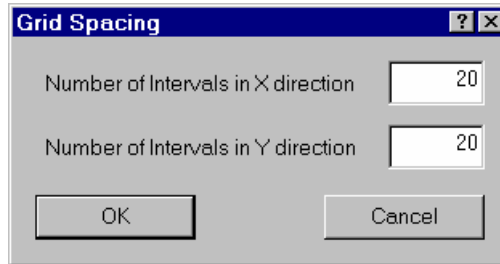 Grid Spacing
Number of Intervals in X direction 20
Number of Intervals in Y direction 20
OK Cancel